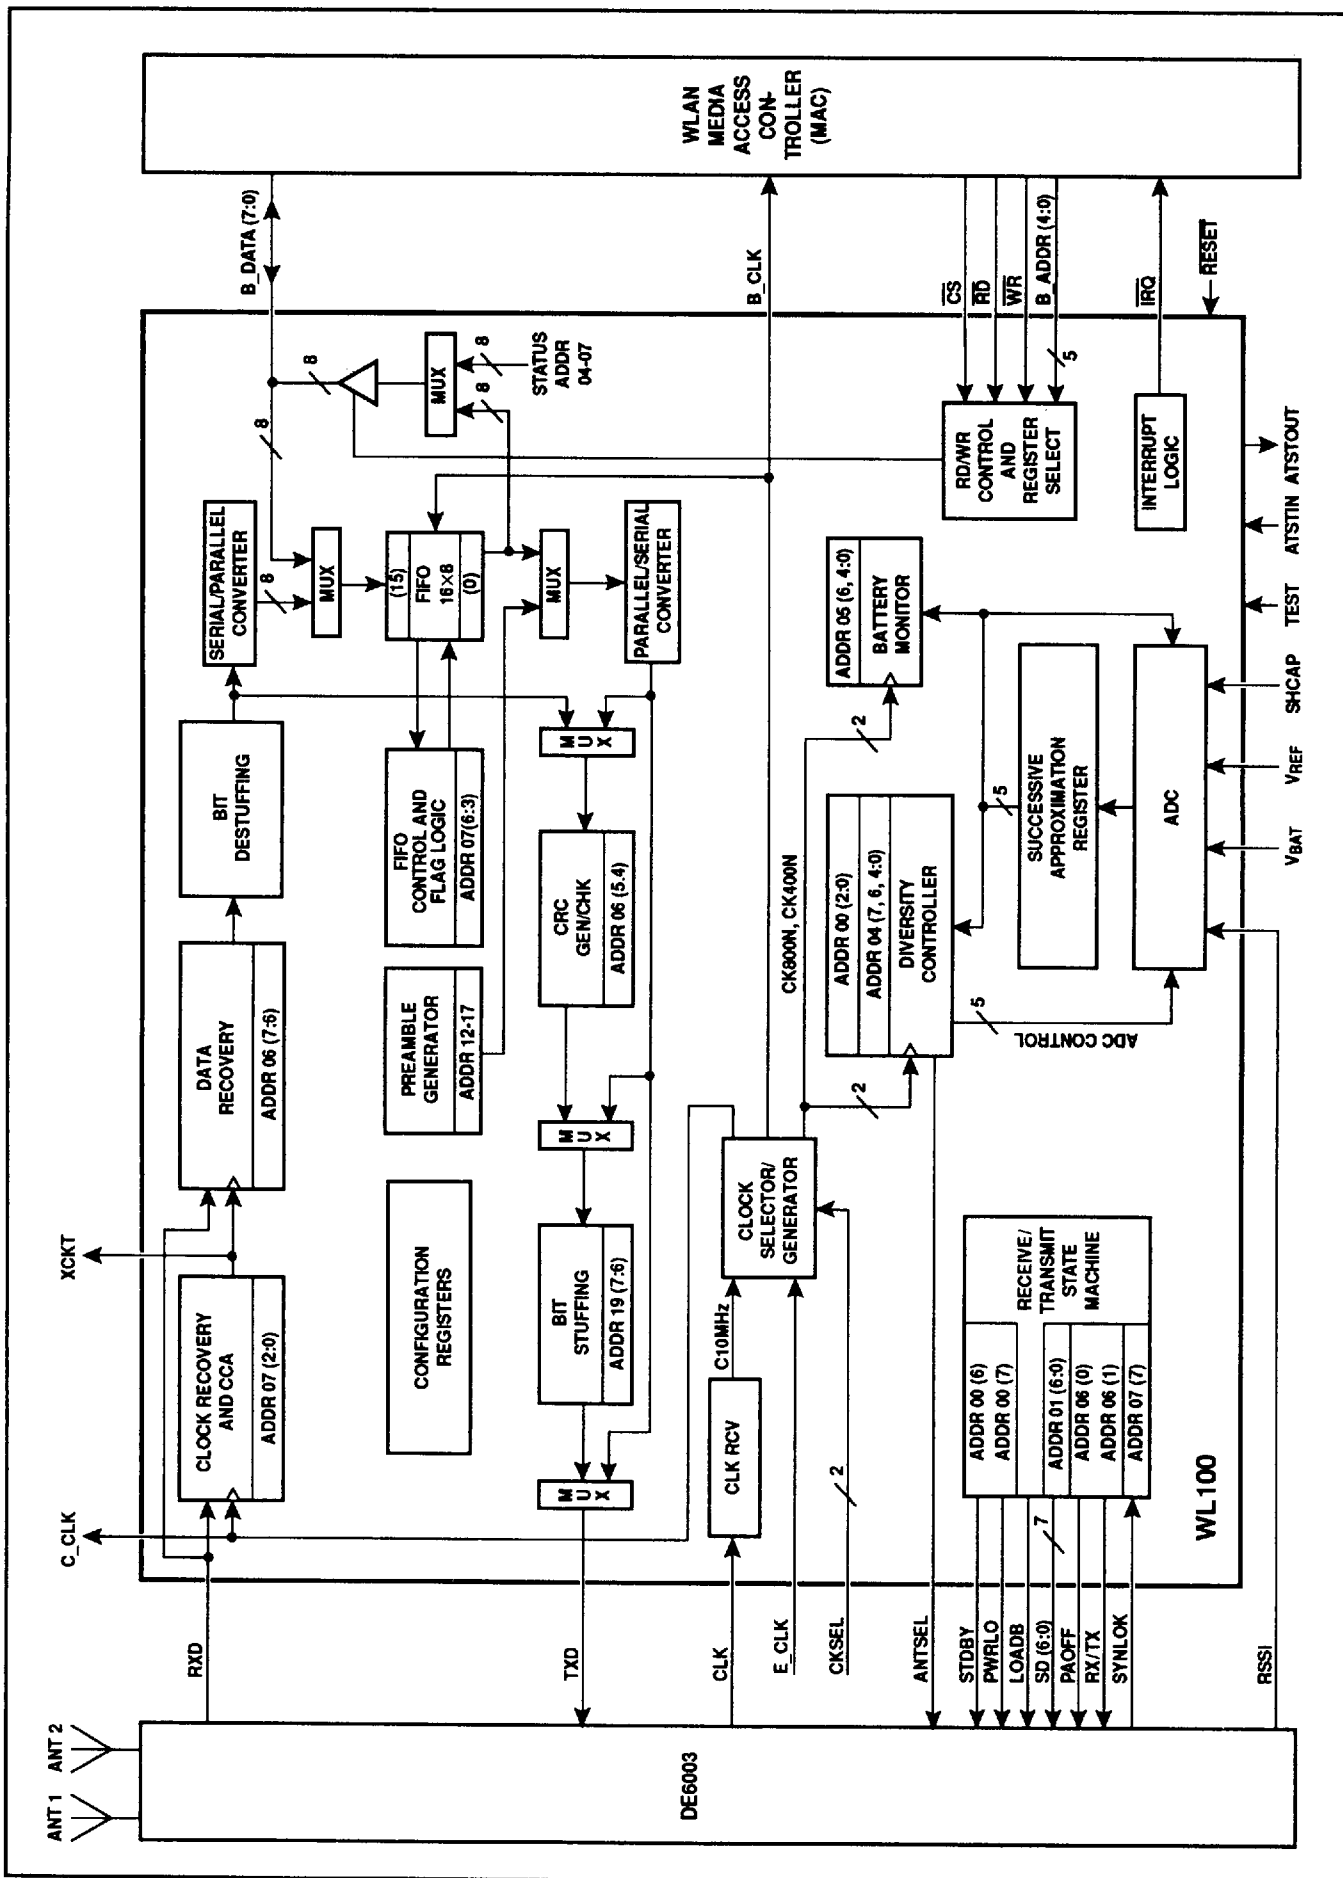 ANT 1
ANT 2
DE6003
RXD
TXD
CLK
E_CLK
CKSEL
ANTSEL
STDBY
PWRLO
LOADB
SD (6:0)
PAOFF
RX/TX
SYNLOK
RSSI
C_CLK
XCKT
CLOCK RECOVERY
AND CCA
ADDR 07 (2:0)
DATA
RECOVERY
ADDR 06 (7:6)
BIT
DESTUFFING
SERIAL/PARALLEL
CONVERTER
8
8
B_DATA (7:0)
MUX
8
MUX
8
8
STATUS
ADDR
04-07
CONFIGURATION
REGISTERS
PREAMBLE
GENERATOR
ADDR 12-17
FIFO
CONTROL AND
FLAG LOGIC
ADDR 07(6:3)
(15)
FIFO
16×8
(0)
MUX
PARALLEL/SERIAL
CONVERTER
MUX
BIT
STUFFING
ADDR 19 (7:6)
MUX
CRC
GEN/CHK
ADDR 06 (5.4)
MUX
CLK RCV
C10MHz
CLOCK
SELECTOR/
GENERATOR
2
CK800N, CK400N
2
2
B_CLK
ADDR 00 (2:0)
ADDR 04 (7, 6, 4:0)
DIVERSITY
CONTROLLER
ADDR 05 (6, 4:0)
BATTERY
MONITOR
5
ADC CONTROL
5
SUCCESSIVE
APPROXIMATION
REGISTER
ADC
RD/WR
CONTROL
AND
REGISTER
SELECT
CS
RD
WR
B_ADDR (4:0)
5
INTERRUPT
LOGIC
IRQ
RESET
ADDR 00 (6)
ADDR 00 (7)
ADDR 01 (6:0)
ADDR 06 (0)
ADDR 06 (1)
ADDR 07 (7)
7
RECEIVE/
TRANSMIT
STATE
MACHINE
WL100
VBAT
VREF
SHCAP
TEST
ATSTIN
ATSTOUT
WLAN
MEDIA
ACCESS
CON-
TROLLER
(MAC)